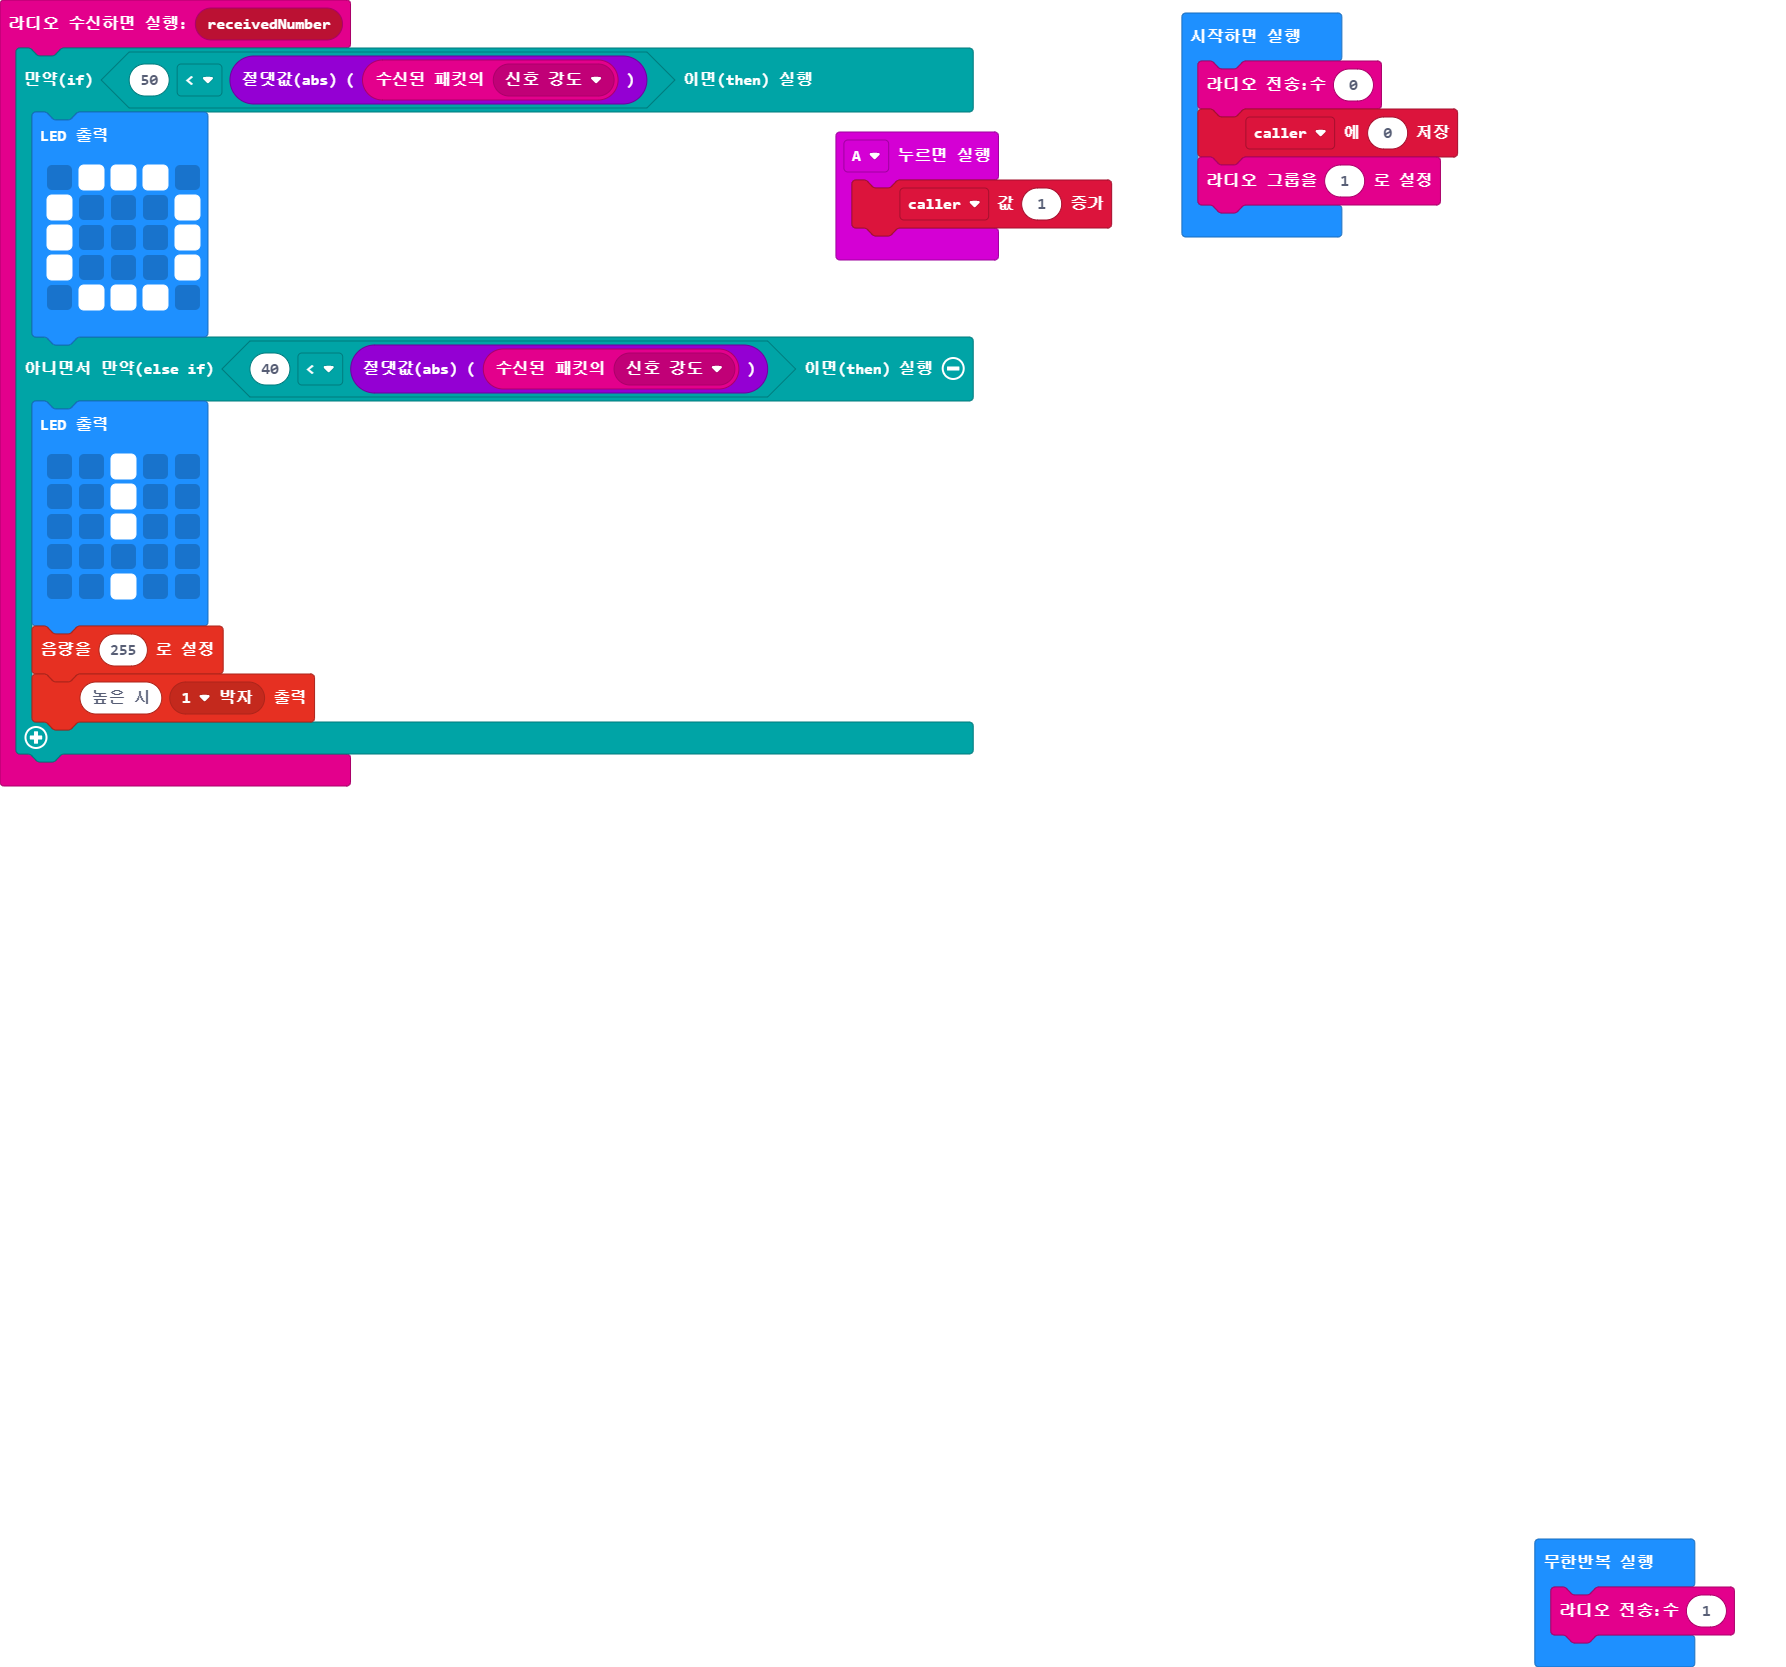 라디오 수신하면 실행: receivedNumber
만약(if) 50 < 절댓값(abs) ( 수신된 패킷의 신호 강도 ) 이면(then) 실행
LED 출력
아니면서 만약(else if) 40 < 절댓값(abs) ( 수신된 패킷의 신호 강도 ) 이면(then) 실행
LED 출력
음량을 255 로 설정
높은 시 1 박자 출력
A 누르면 실행
caller 값 1 증가
시작하면 실행
라디오 전송:수 0
caller 에 0 저장
라디오 그룹을 1 로 설정
무한반복 실행
라디오 전송:수 1